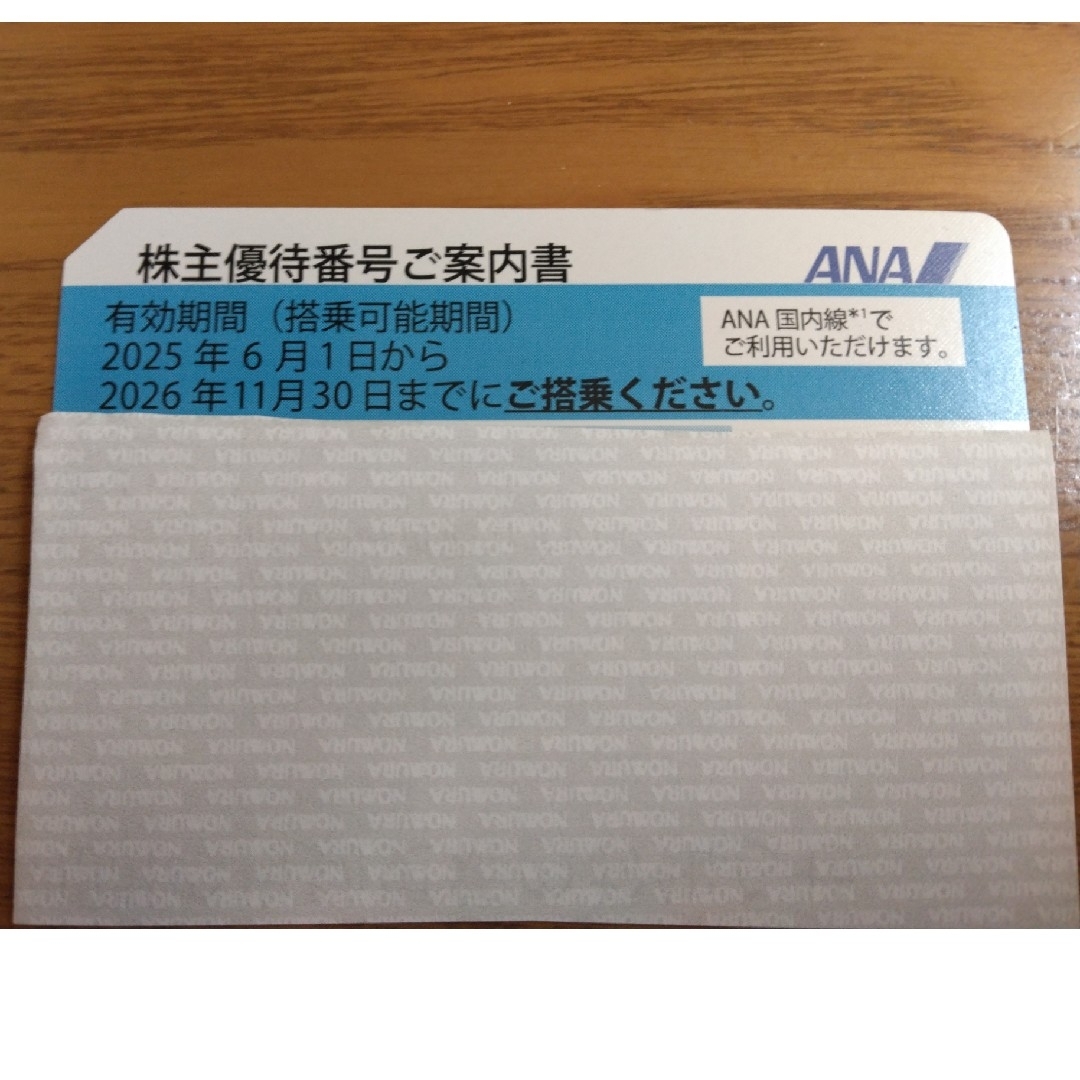 株主優待番号ご案内書
ANA
有効期間（搭乗可能期間）
2025年6月1日から
2026年11月30日までにご搭乗ください。
ANA国内線*1で
ご利用いただけます。
NOMURA